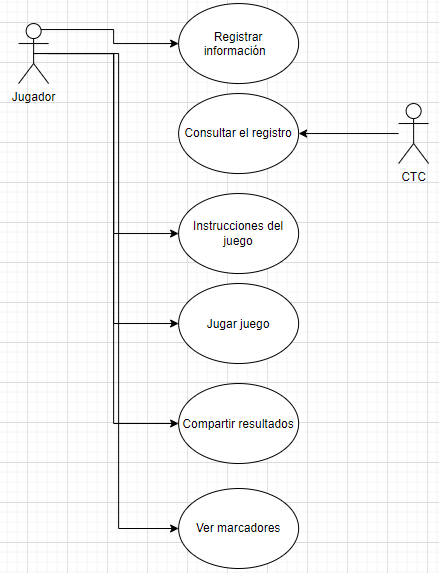 Registrar
información
Jugador
Consultar el registro
CTC
Instrucciones del
juego
Jugar juego
Compartir resultados
Ver marcadores